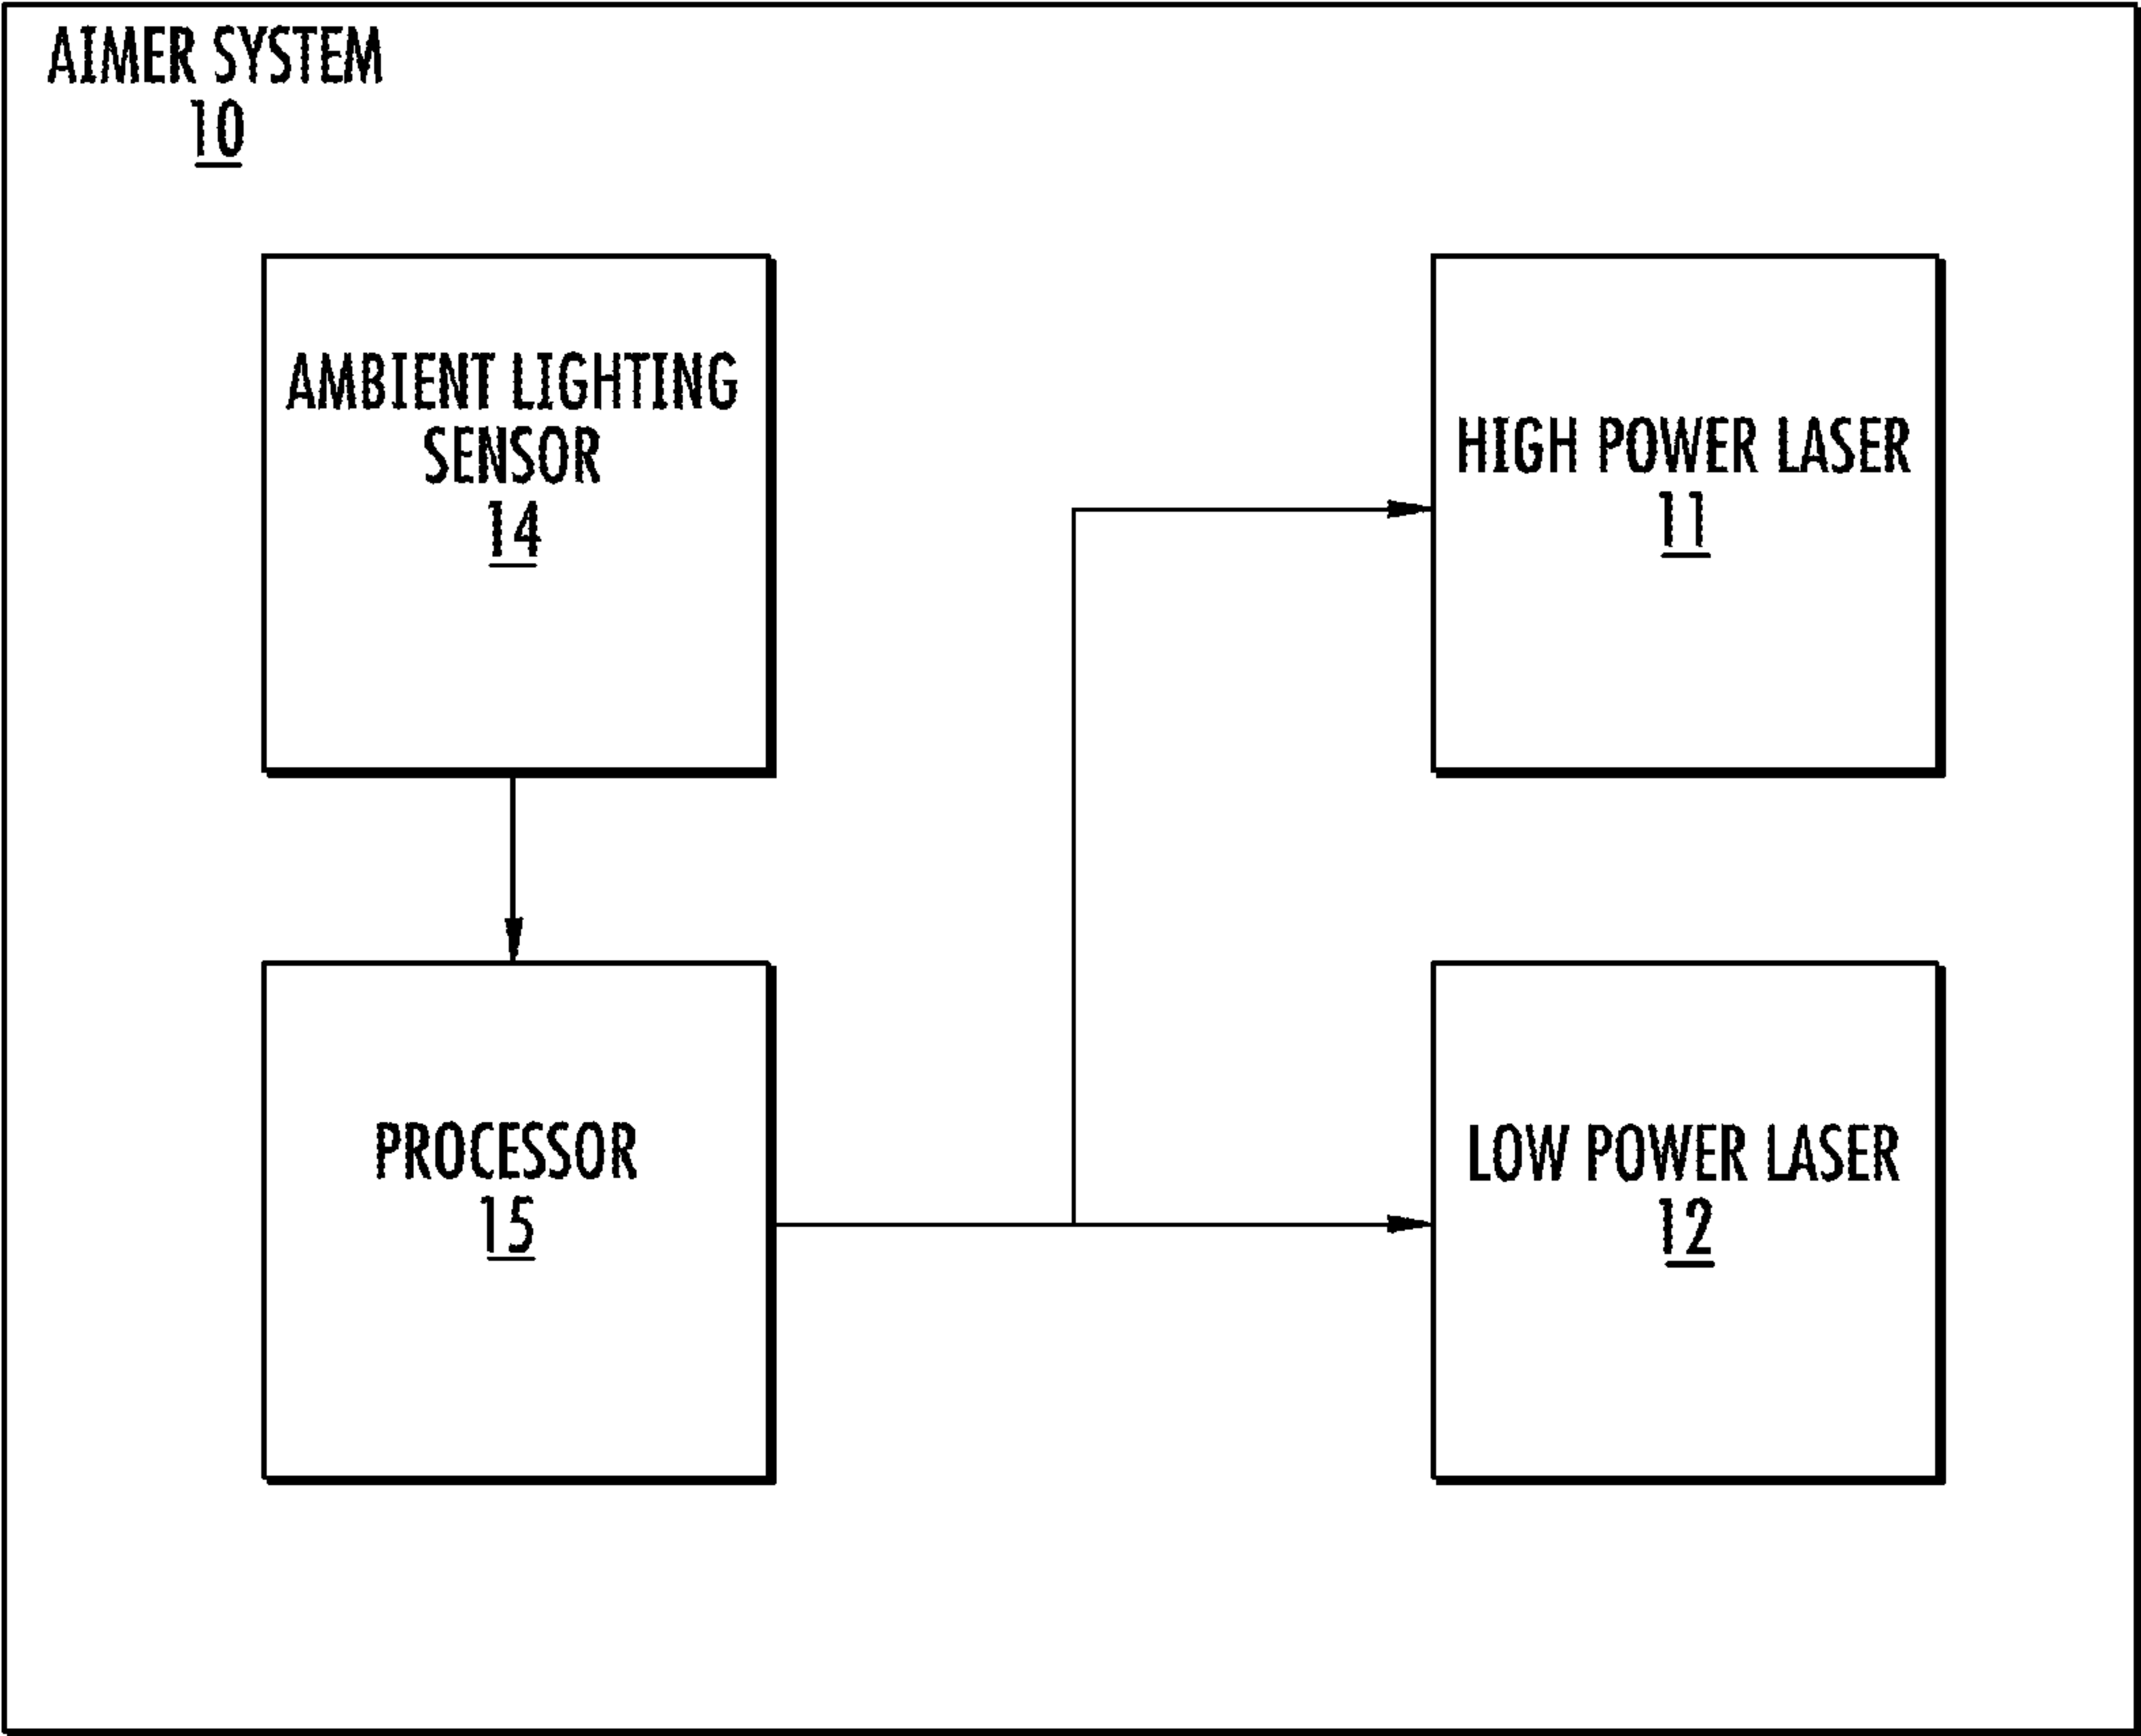 AIMER SYSTEM
10
AMBIENT LIGHTING
SENSOR
14
HIGH POWER LASER
11
PROCESSOR
15
LOW POWER LASER
12